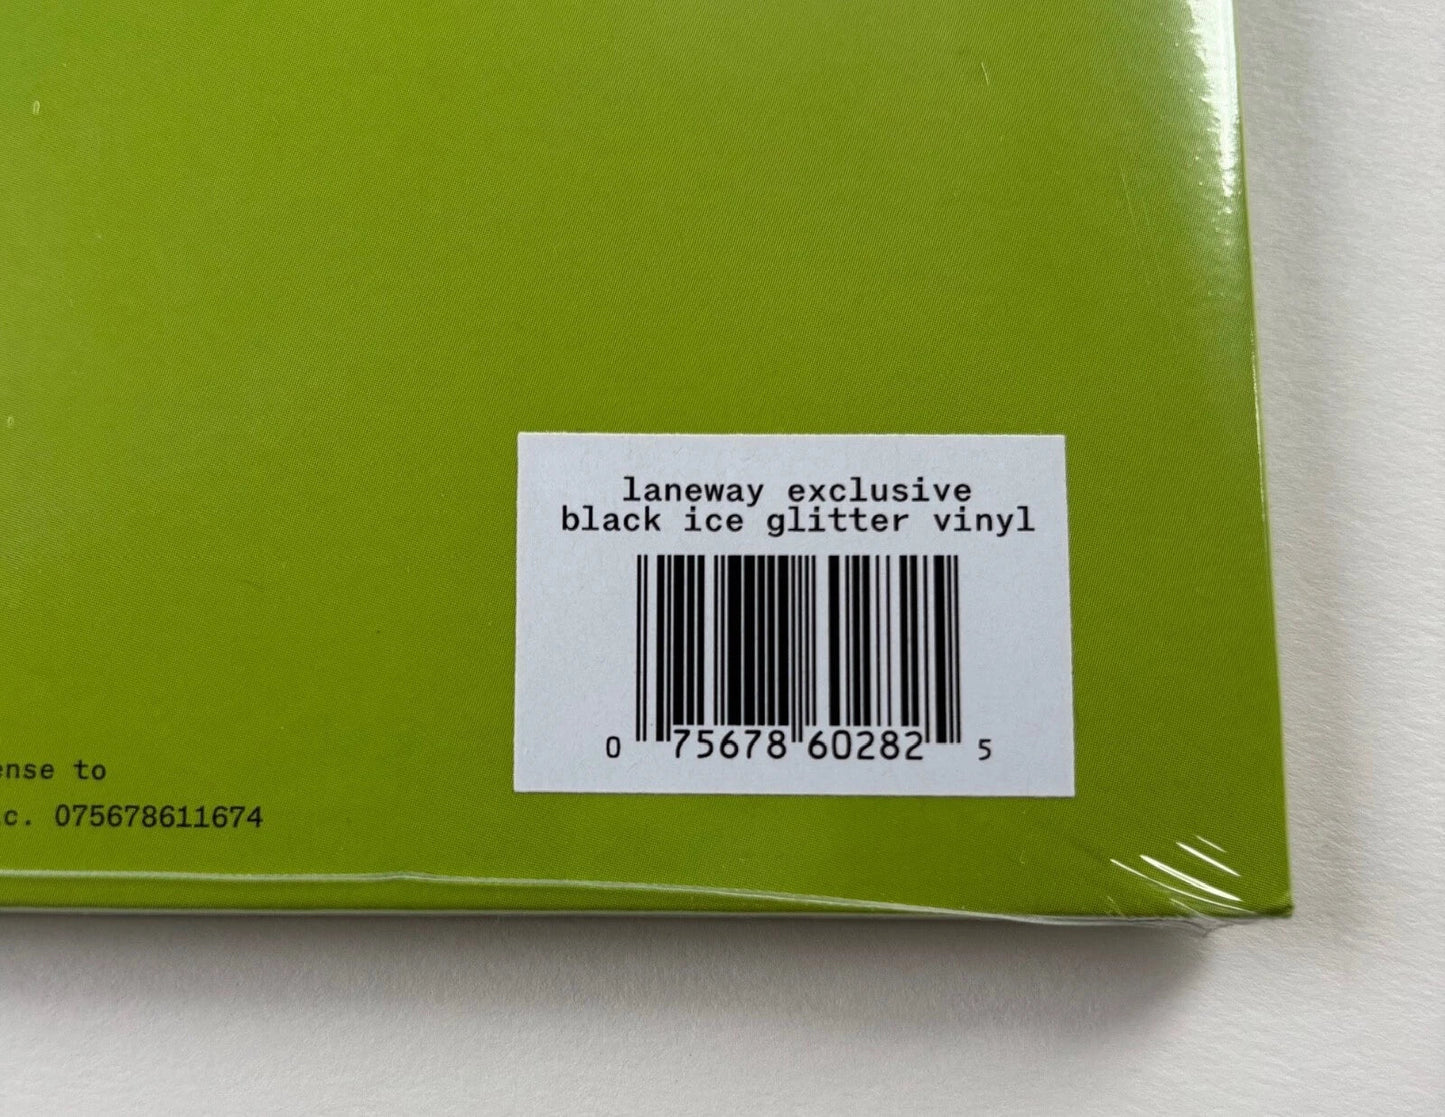 laneway exclusive
black ice glitter vinyl
0 75678 60282 5
ense to
c. 075678611674